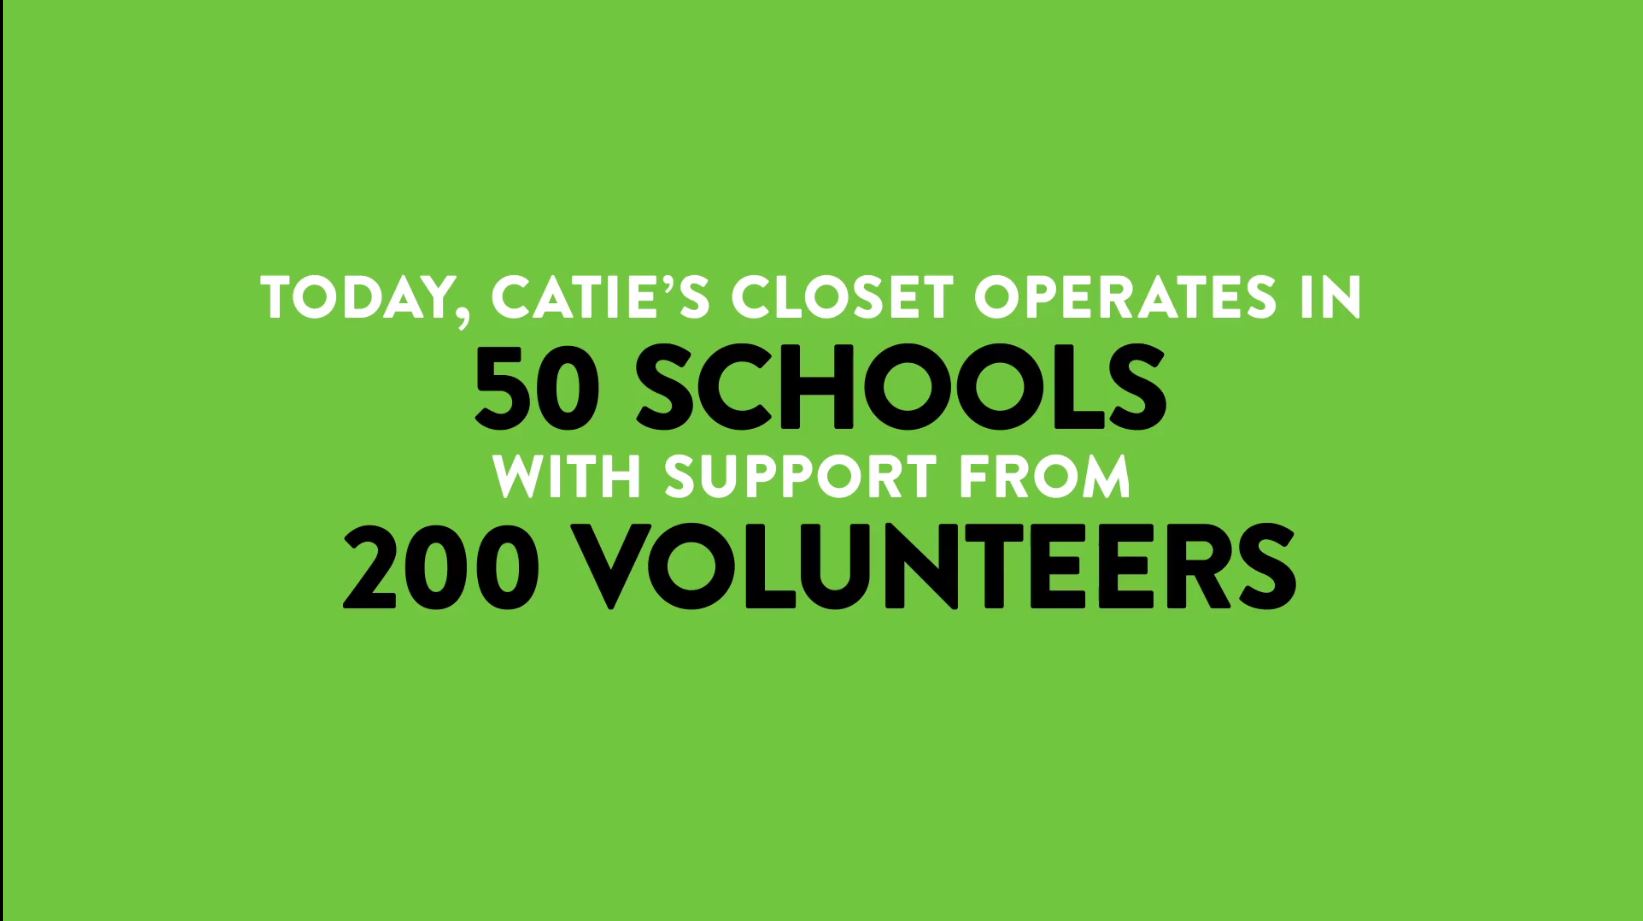 TODAY, CATIE’S CLOSET OPERATES IN
50 SCHOOLS
WITH SUPPORT FROM
200 VOLUNTEERS